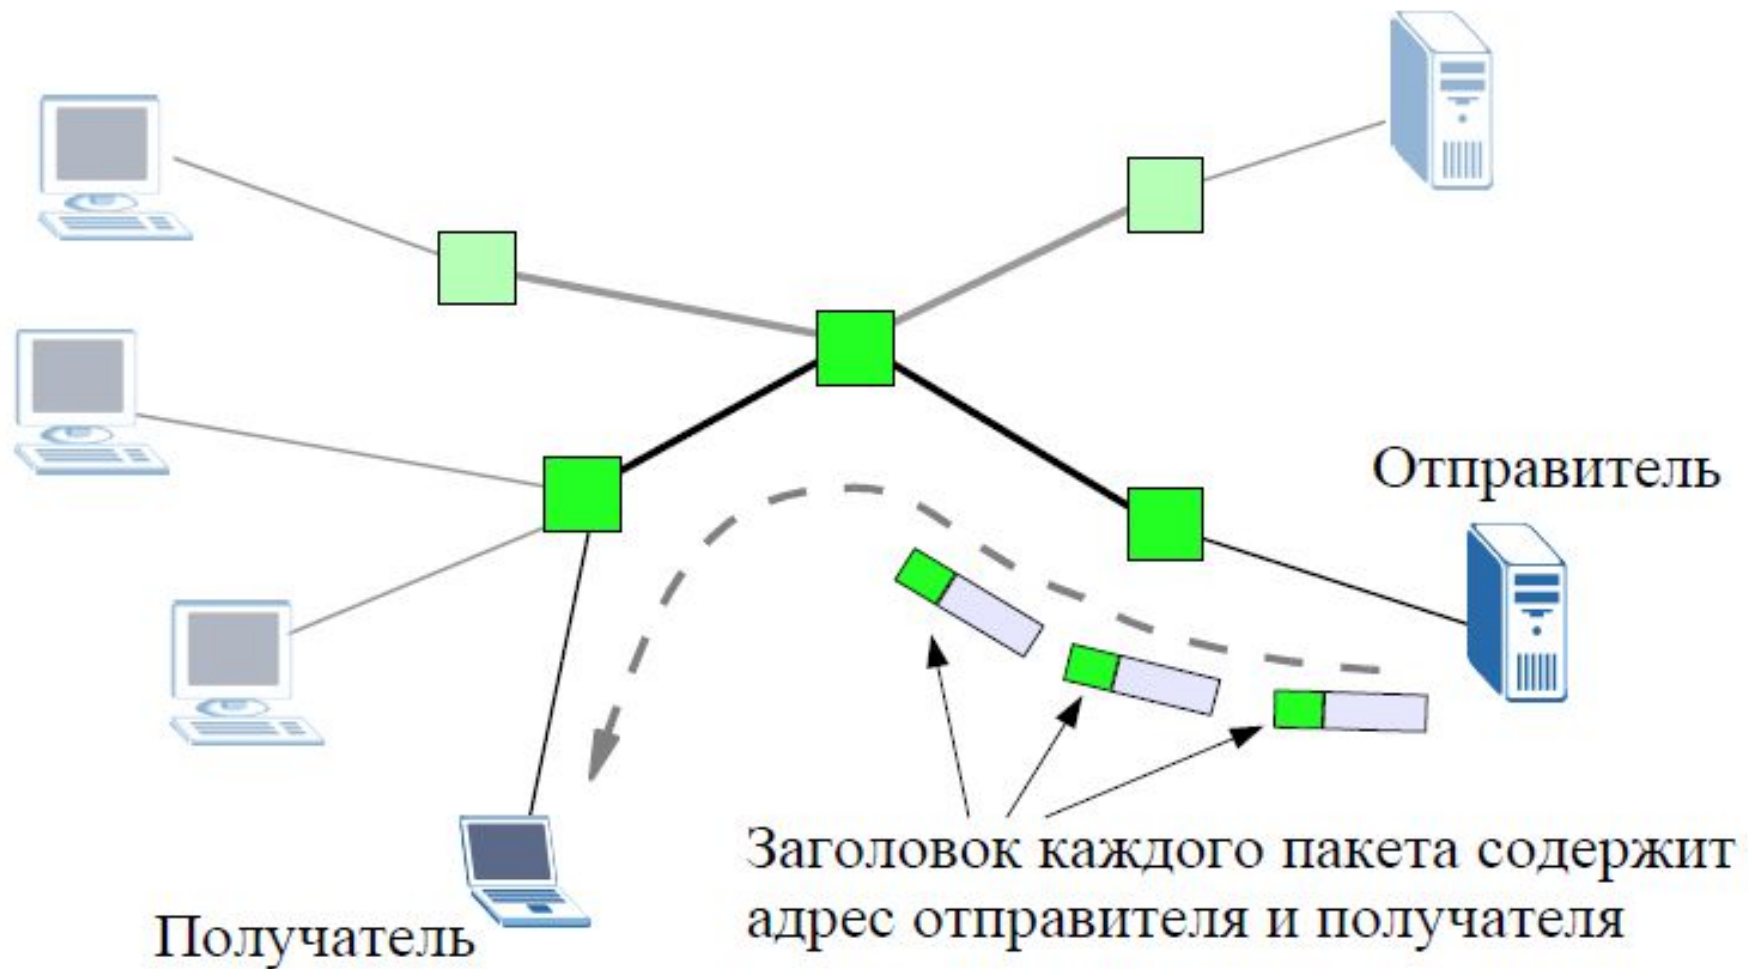 Отправитель
Заголовок каждого пакета содержит
адрес отправителя и получателя
Получатель